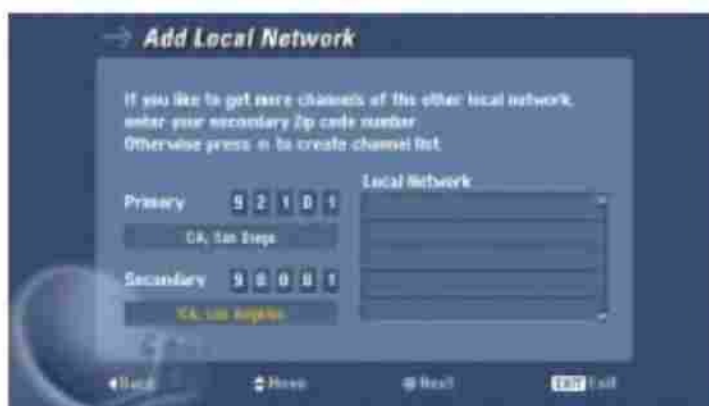 Add Local Network
If you like to get more channels of the other local network,
enter your secondary Zip code number.
Otherwise press to create channel list.
Local Network
Primary 9 2 1 0 1
CA, San Diego
Secondary 9 0 0 0 1
CA, Los Angeles
Back Move Next EXIT Exit